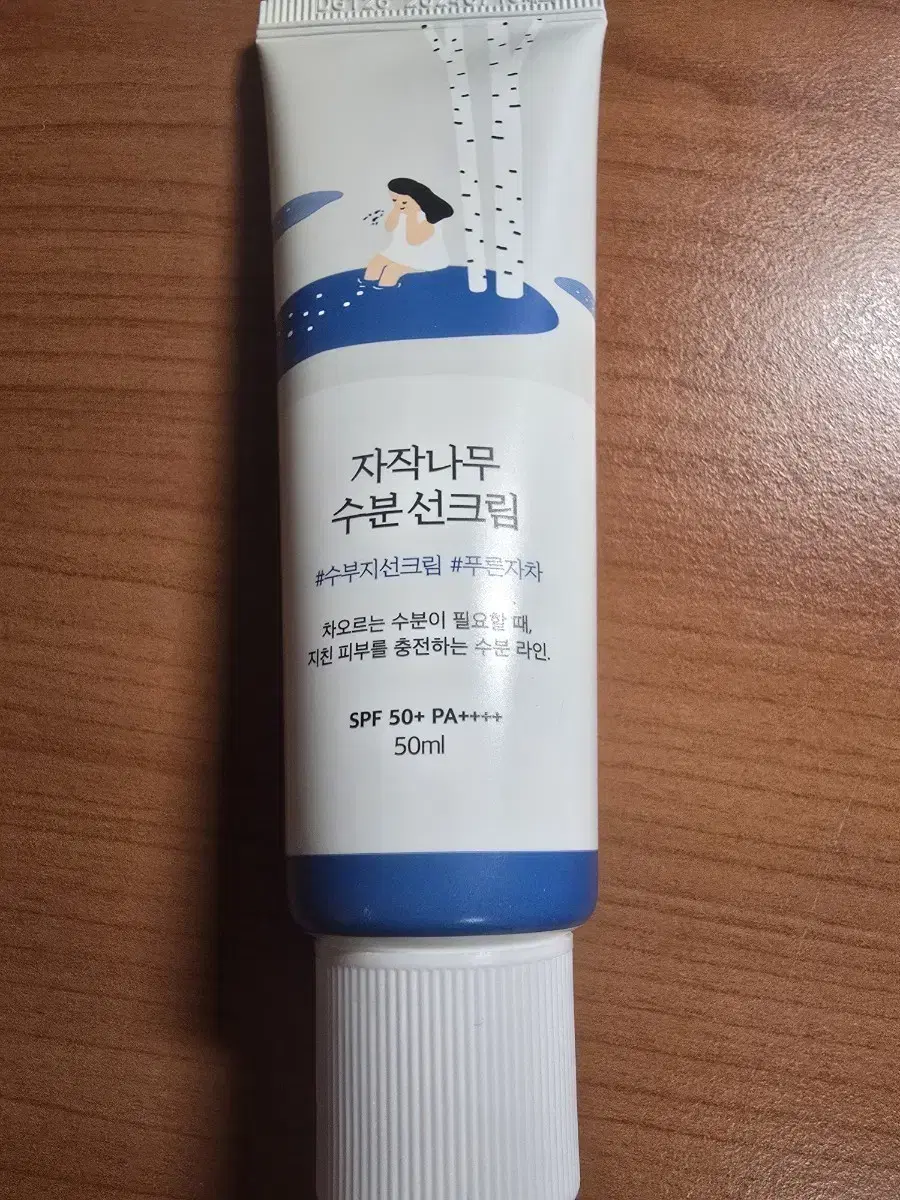 자작나무
수분 선크림
#수부지선크림 #푸른자차
차오르는 수분이 필요할 때,
지친 피부를 충전하는 수분 라인.
SPF 50+ PA++++
50ml